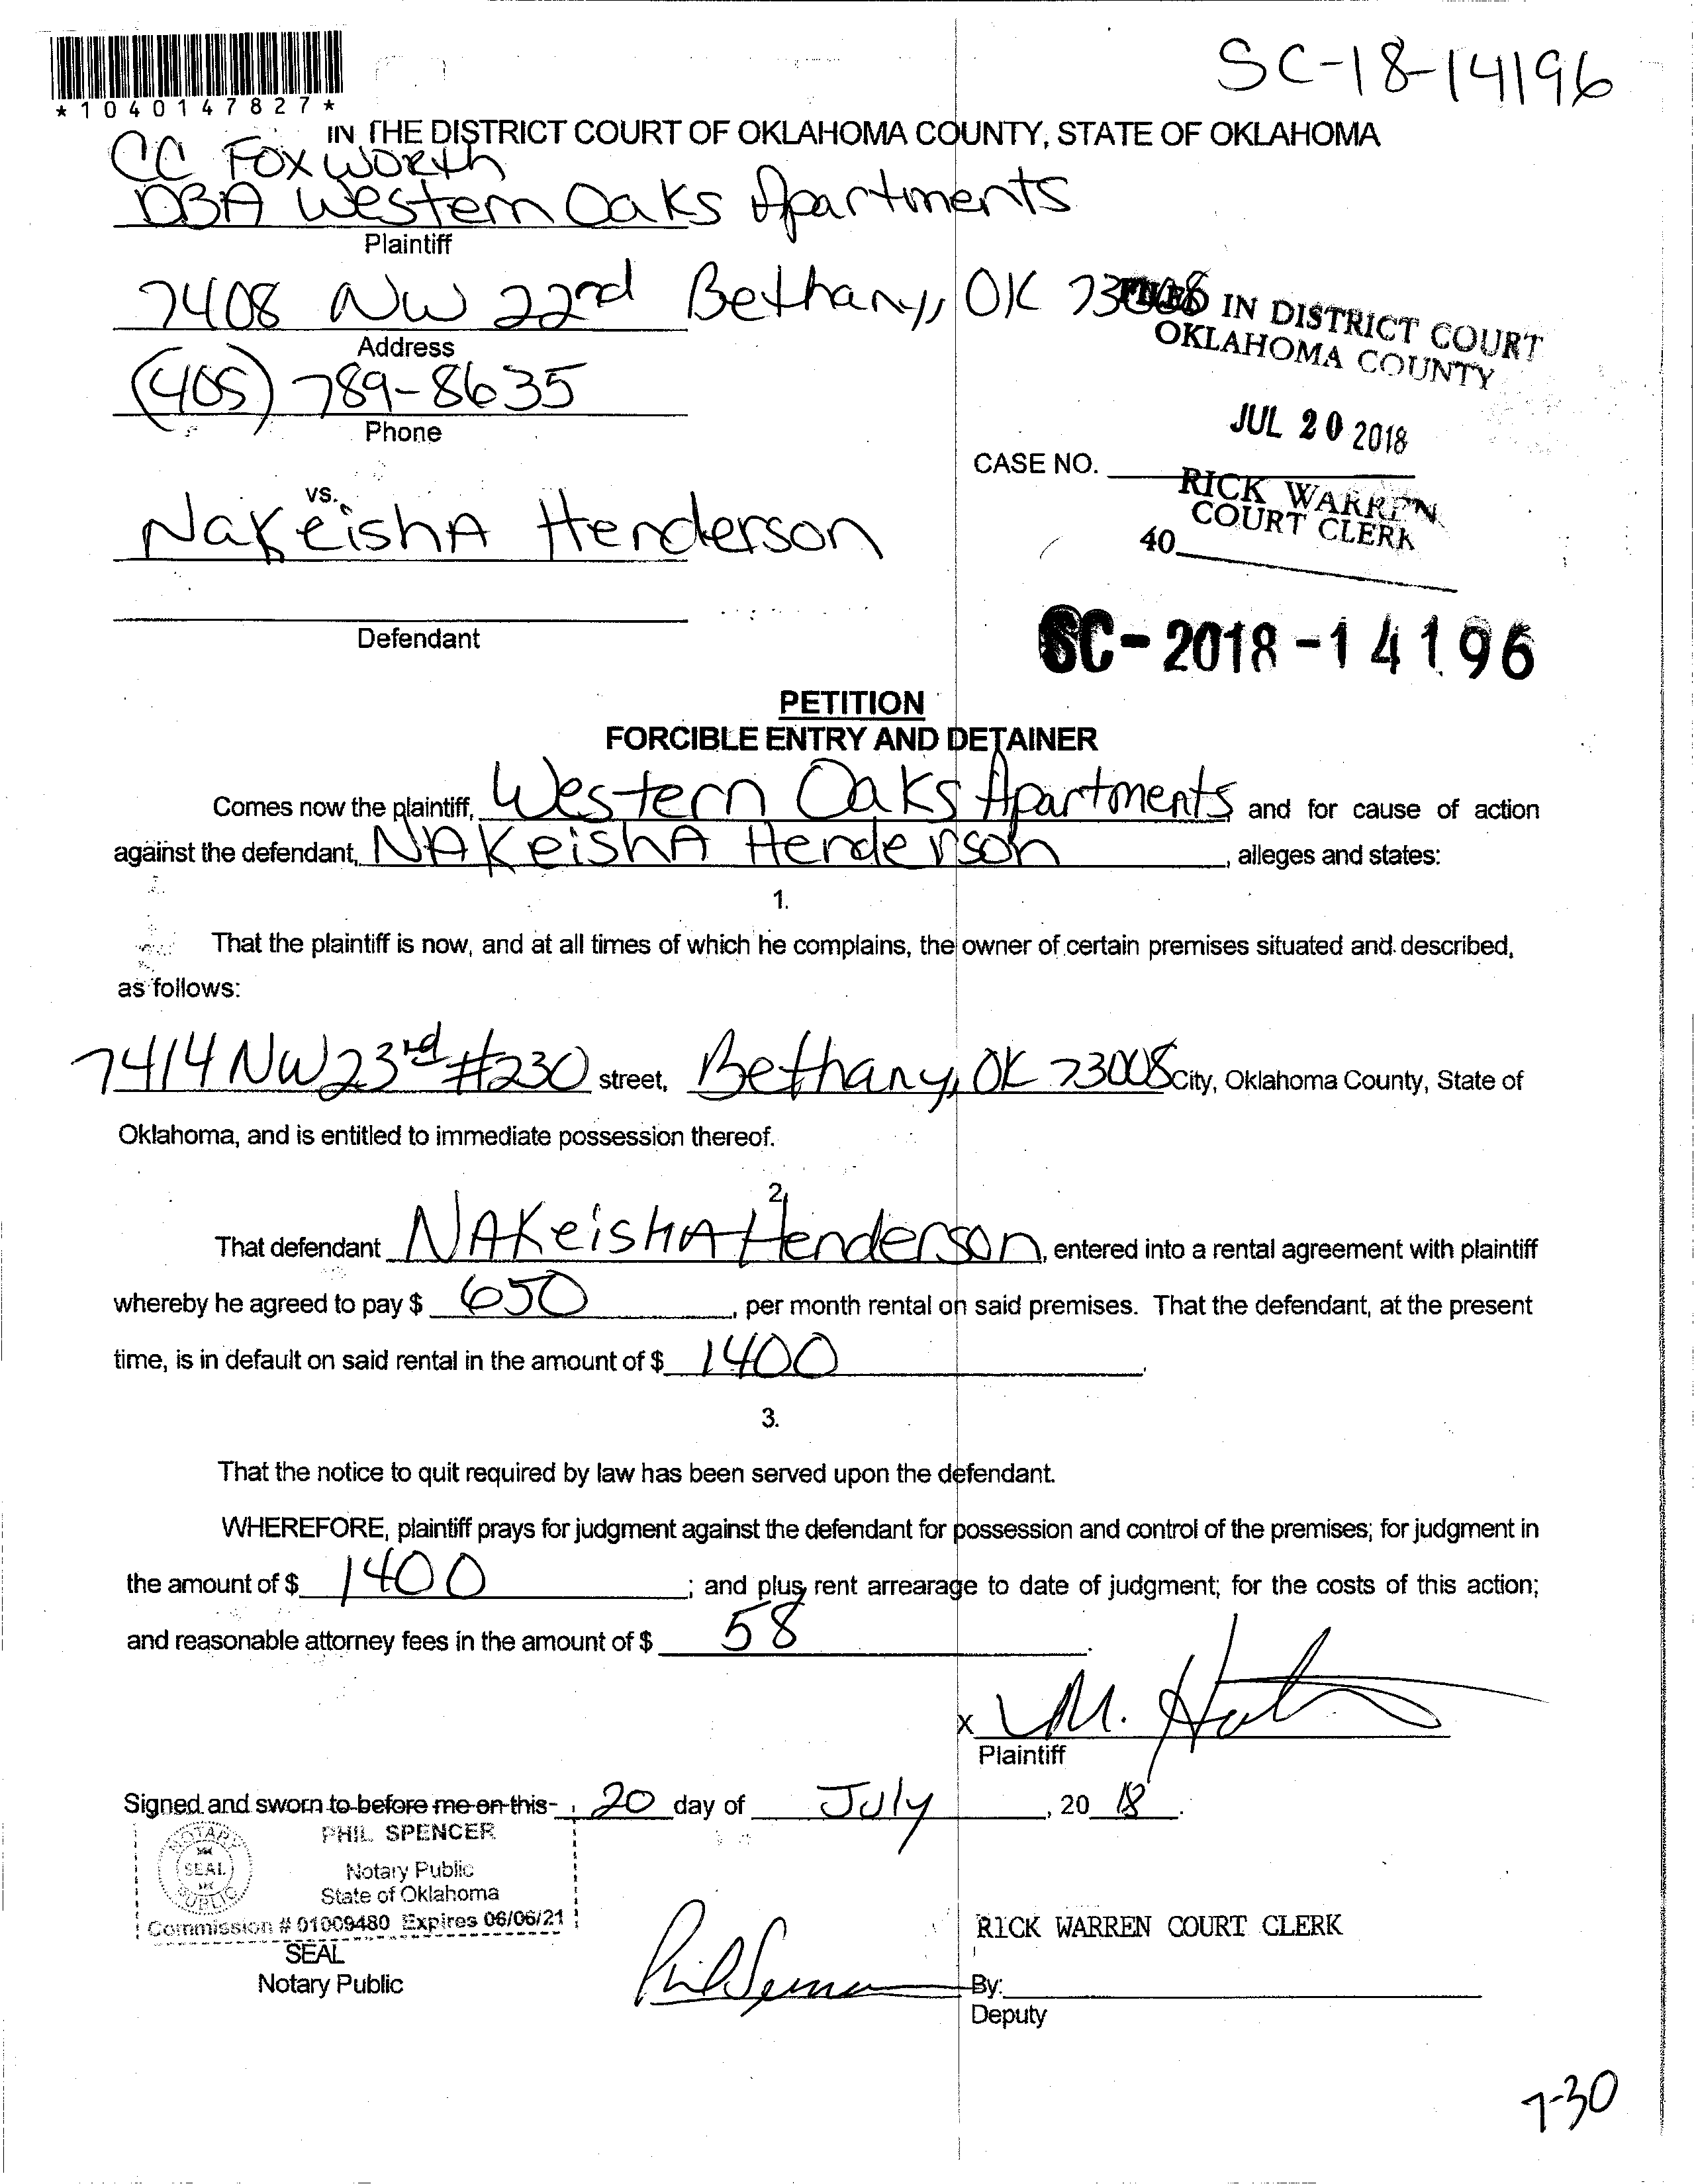 SC-18-14196
*1040147827*
IN THE DISTRICT COURT OF OKLAHOMA COUNTY, STATE OF OKLAHOMA
CC FOXWORTH
DBA Western Oaks Apartments
Plaintiff
7408 NW 22nd Bethany, OK 73008
FILED IN DISTRICT COURT
OKLAHOMA COUNTY
Address
(405) 789-8635
Phone
JUL 20 2018
CASE NO.
RICK WARREN
COURT CLERK
40
vs.
NaKeishA Henderson
Defendant
SC-2018-14196
PETITION
FORCIBLE ENTRY AND DETAINER
Comes now the plaintiff, Western Oaks Apartments and for cause of action
against the defendant, NAKeishA Henderson, alleges and states:
1.
That the plaintiff is now, and at all times of which he complains, the owner of certain premises situated and described,
as follows:
7414 NW 23rd #230 street, Bethany, OK 73008 City, Oklahoma County, State of
Oklahoma, and is entitled to immediate possession thereof.
2.
That defendant NAKeisHA Henderson, entered into a rental agreement with plaintiff
whereby he agreed to pay $ 650, per month rental on said premises. That the defendant, at the present
time, is in default on said rental in the amount of $ 1400.
3.
That the notice to quit required by law has been served upon the defendant.
WHEREFORE, plaintiff prays for judgment against the defendant for possession and control of the premises; for judgment in
the amount of $ 1400; and plus rent arrearage to date of judgment; for the costs of this action;
and reasonable attorney fees in the amount of $ 58.
x M.
Plaintiff
Signed and sworn to before me on this 20 day of July, 2018.
PHIL SPENCER
NOTARY SEAL PUBLIC
Notary Public
State of Oklahoma
Commission # 01009480 Expires 06/06/21
SEAL
Notary Public
RICK WARREN COURT CLERK
By:
Deputy
7-30